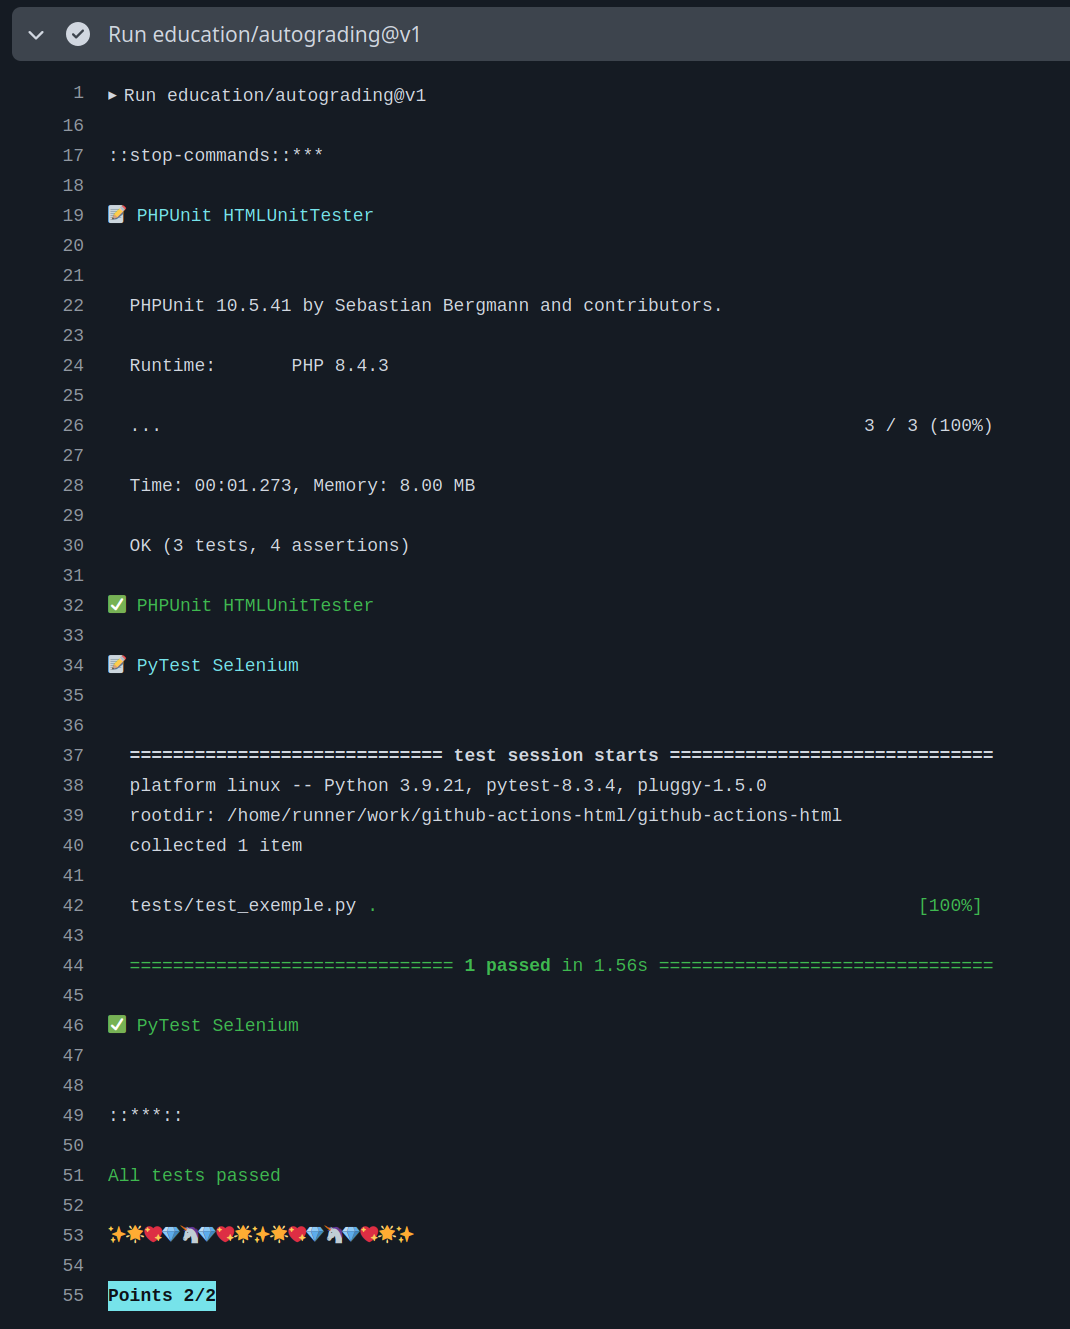 Run education/autograding@v1
1 ▶ Run education/autograding@v1
16
17 ::stop-commands::***
18
19 📝 PHPUnit HTMLUnitTester
20
21
22 PHPUnit 10.5.41 by Sebastian Bergmann and contributors.
23
24 Runtime:       PHP 8.4.3
25
26 ...                                                                 3 / 3 (100%)
27
28 Time: 00:01.273, Memory: 8.00 MB
29
30 OK (3 tests, 4 assertions)
31
32 ✅ PHPUnit HTMLUnitTester
33
34 📝 PyTest Selenium
35
36
37 ============================= test session starts ==============================
38 platform linux -- Python 3.9.21, pytest-8.3.4, pluggy-1.5.0
39 rootdir: /home/runner/work/github-actions-html/github-actions-html
40 collected 1 item
41
42 tests/test_exemple.py .                                                  [100%]
43
44 ============================== 1 passed in 1.56s ===============================
45
46 ✅ PyTest Selenium
47
48
49 ::***::
50
51 All tests passed
52
53 ✨🌟💖💎🦄💎💖🌟✨🌟💖💎🦄💎💖🌟✨
54
55 Points 2/2